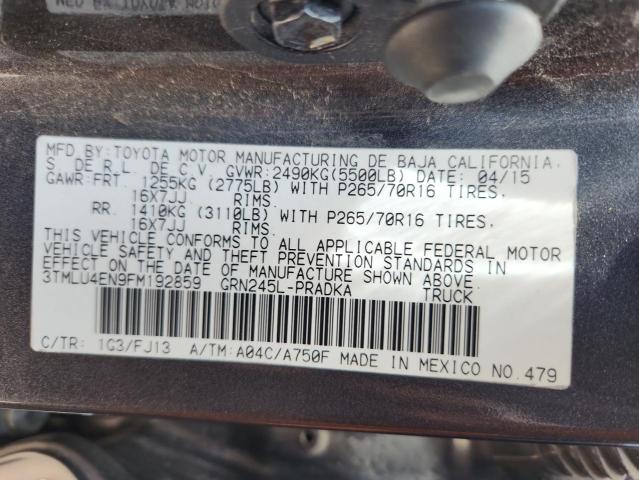 MFD BY:TOYOTA MOTOR MANUFACTURING DE BAJA CALIFORNIA,
S. DE R.L. DE C.V. GVWR:2490KG(5500LB) DATE: 04/15
GAWR:FRT. 1255KG (2775LB) WITH P265/70R16 TIRES,
16X7JJ RIMS.
RR. 1410KG (3110LB) WITH P265/70R16 TIRES,
16X7JJ RIMS.
THIS VEHICLE CONFORMS TO ALL APPLICABLE FEDERAL MOTOR
VEHICLE SAFETY AND THEFT PREVENTION STANDARDS IN
EFFECT ON THE DATE OF MANUFACTURE SHOWN ABOVE.
3TMLU4EN9FM192859 GRN245L-PRADKA TRUCK
C/TR: 1G3/FJ13 A/TM:A04C/A750F MADE IN MEXICO NO.479